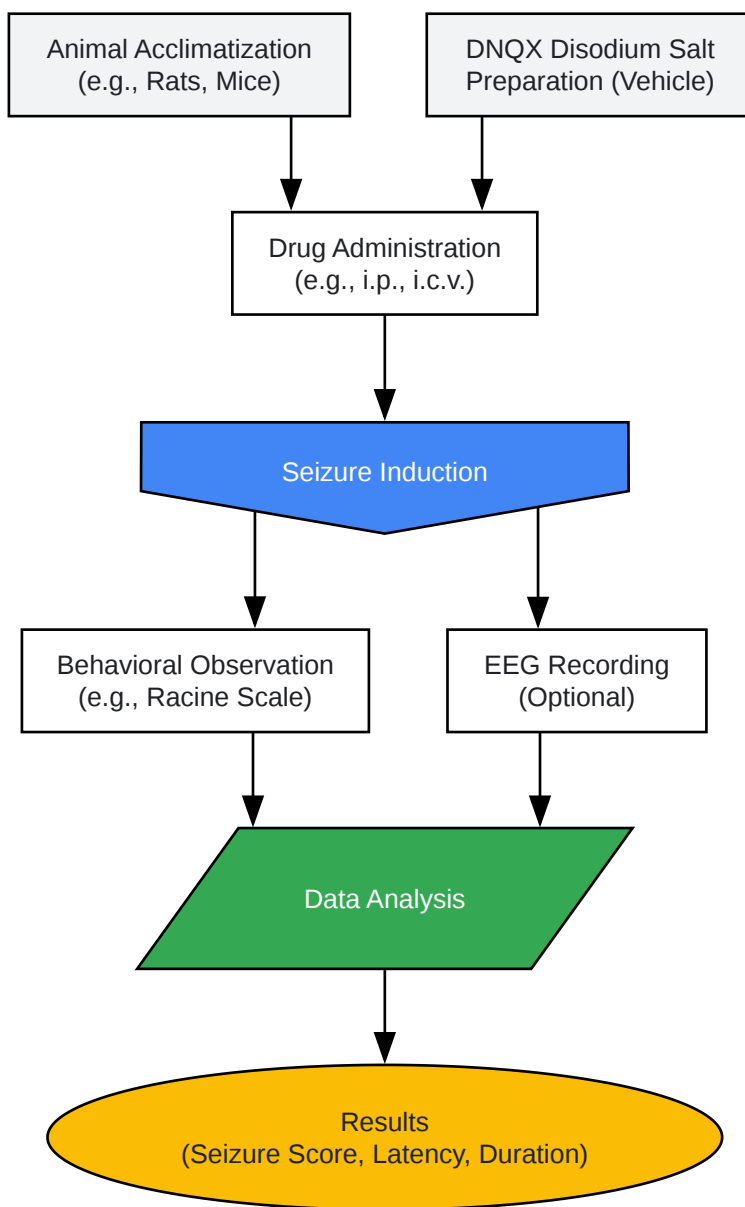 Animal Acclimatization
(e.g., Rats, Mice)
DNQX Disodium Salt
Preparation (Vehicle)
Drug Administration
(e.g., i.p., i.c.v.)
Seizure Induction
Behavioral Observation
(e.g., Racine Scale)
EEG Recording
(Optional)
Data Analysis
Results
(Seizure Score, Latency, Duration)